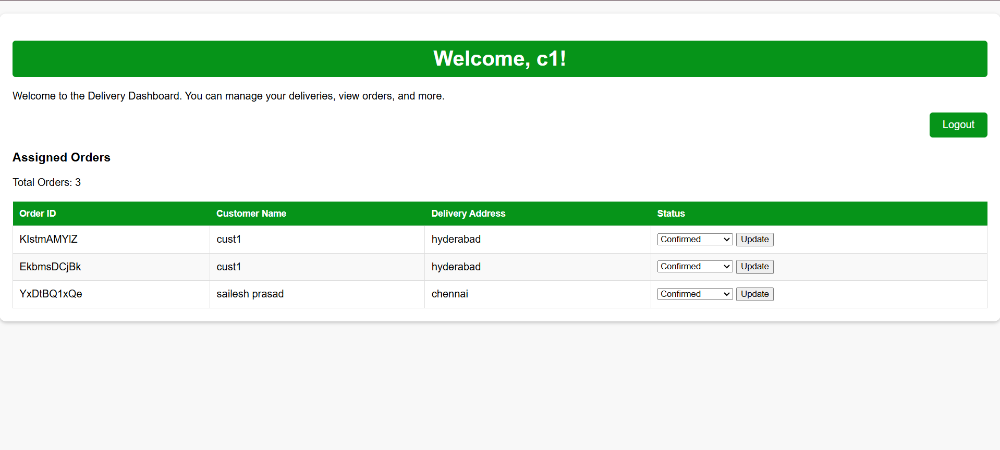 Welcome, c1!
Welcome to the Delivery Dashboard. You can manage your deliveries, view orders, and more.
Logout
Assigned Orders
Total Orders: 3
Order ID Customer Name Delivery Address Status
KIstmAMYlZ cust1 hyderabad Confirmed Update
EkbmsDCjBk cust1 hyderabad Confirmed Update
YxDtBQ1xQe sailesh prasad chennai Confirmed Update